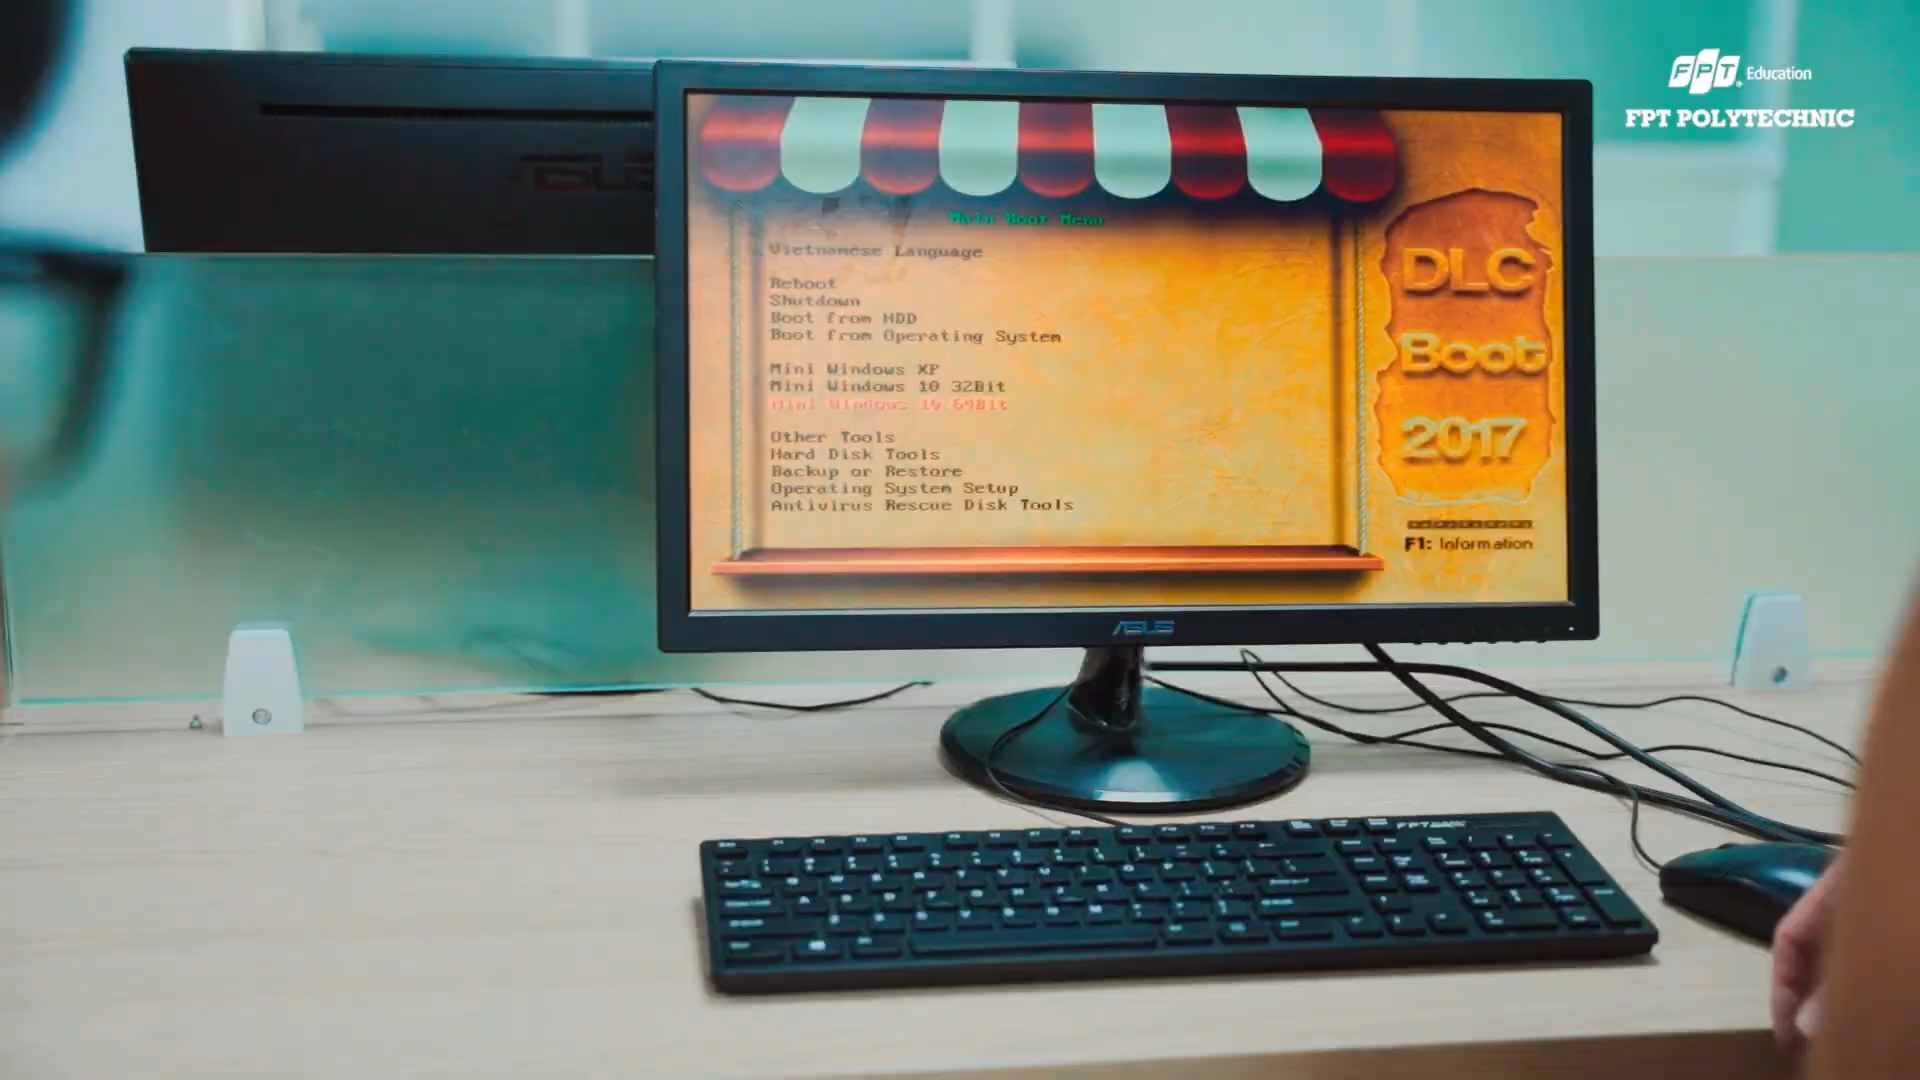 FPT Education
FPT POLYTECHNIC
ASUS
Main Boot Menu
Vietnamese Language
Reboot
Shutdown
Boot from HDD
Boot from Operating System
Mini Windows XP
Mini Windows 10 32Bit
Mini Windows 10 64Bit
Other Tools
Hard Disk Tools
Backup or Restore
Operating System Setup
Antivirus Rescue Disk Tools
DLC
Boot
2017
F1: Information
ASUS